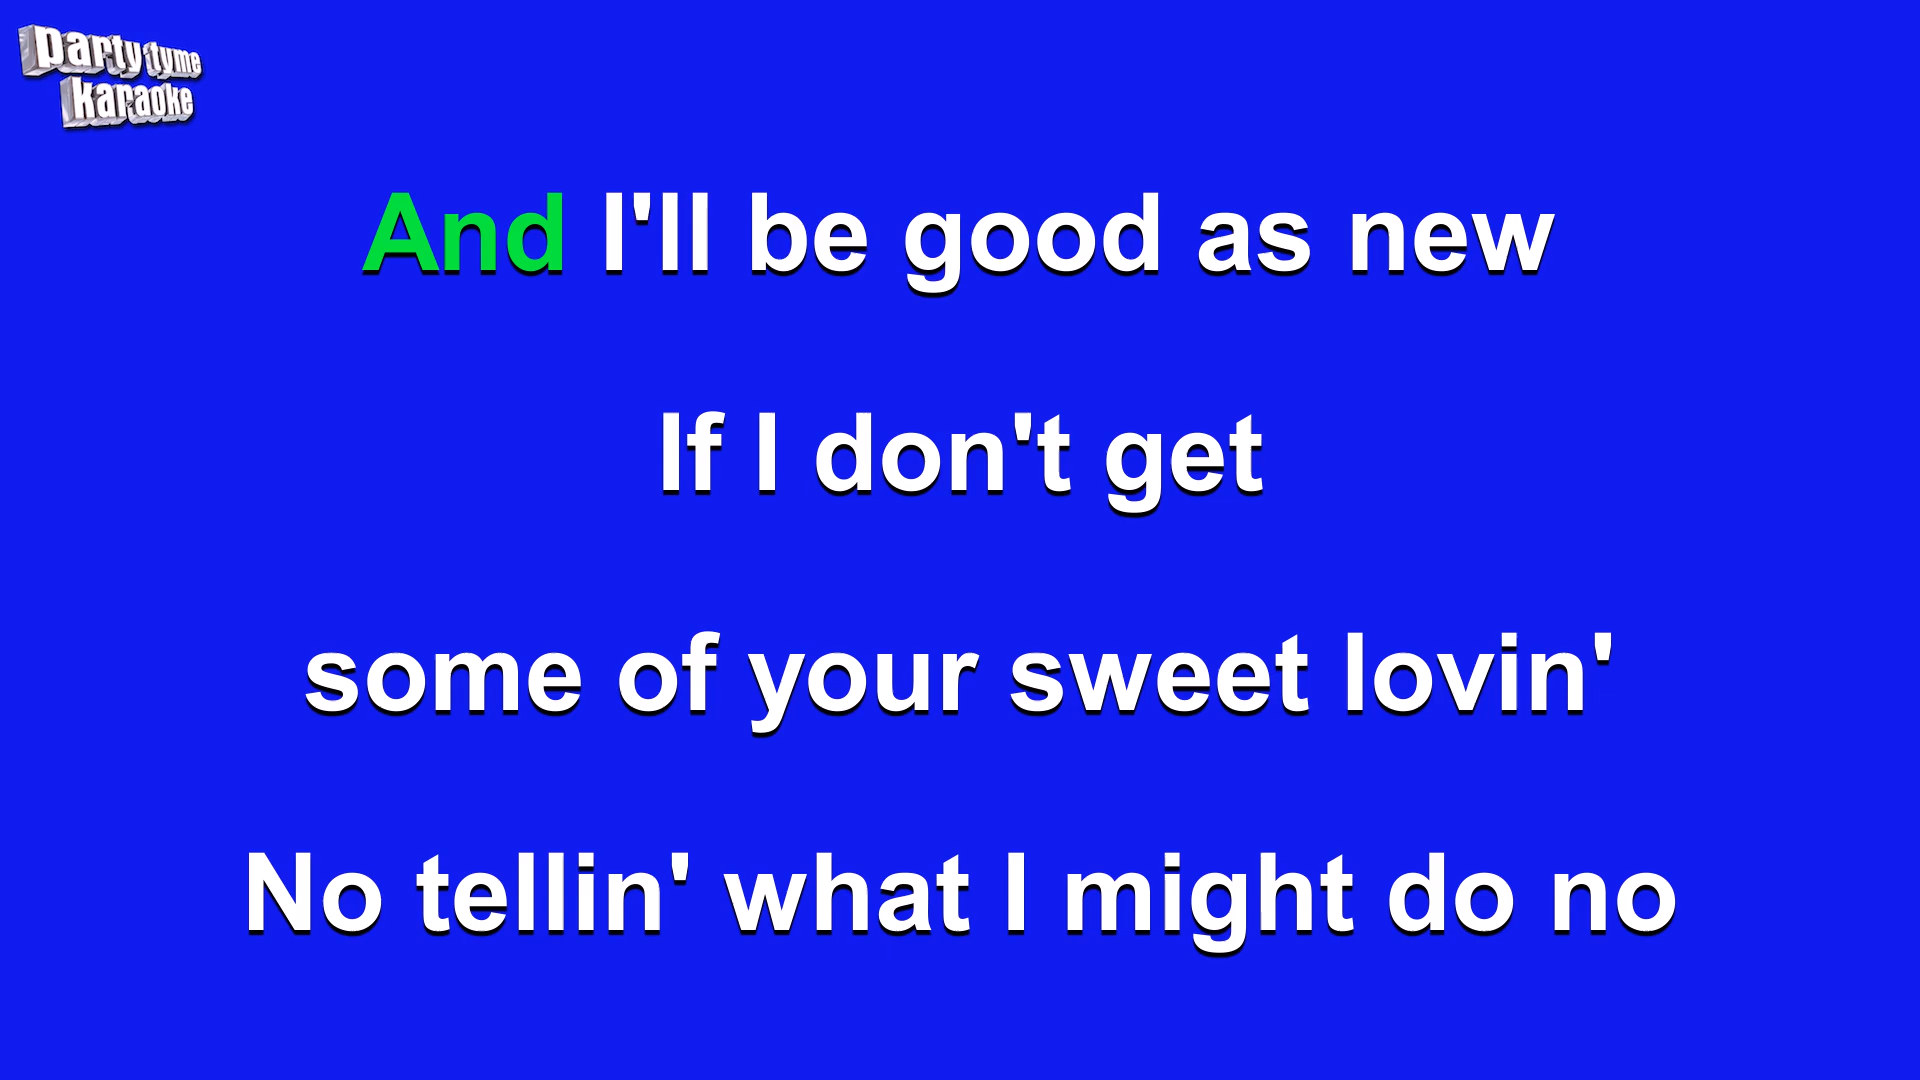 party tyme
karaoke
And I'll be good as new
If I don't get
some of your sweet lovin'
No tellin' what I might do no